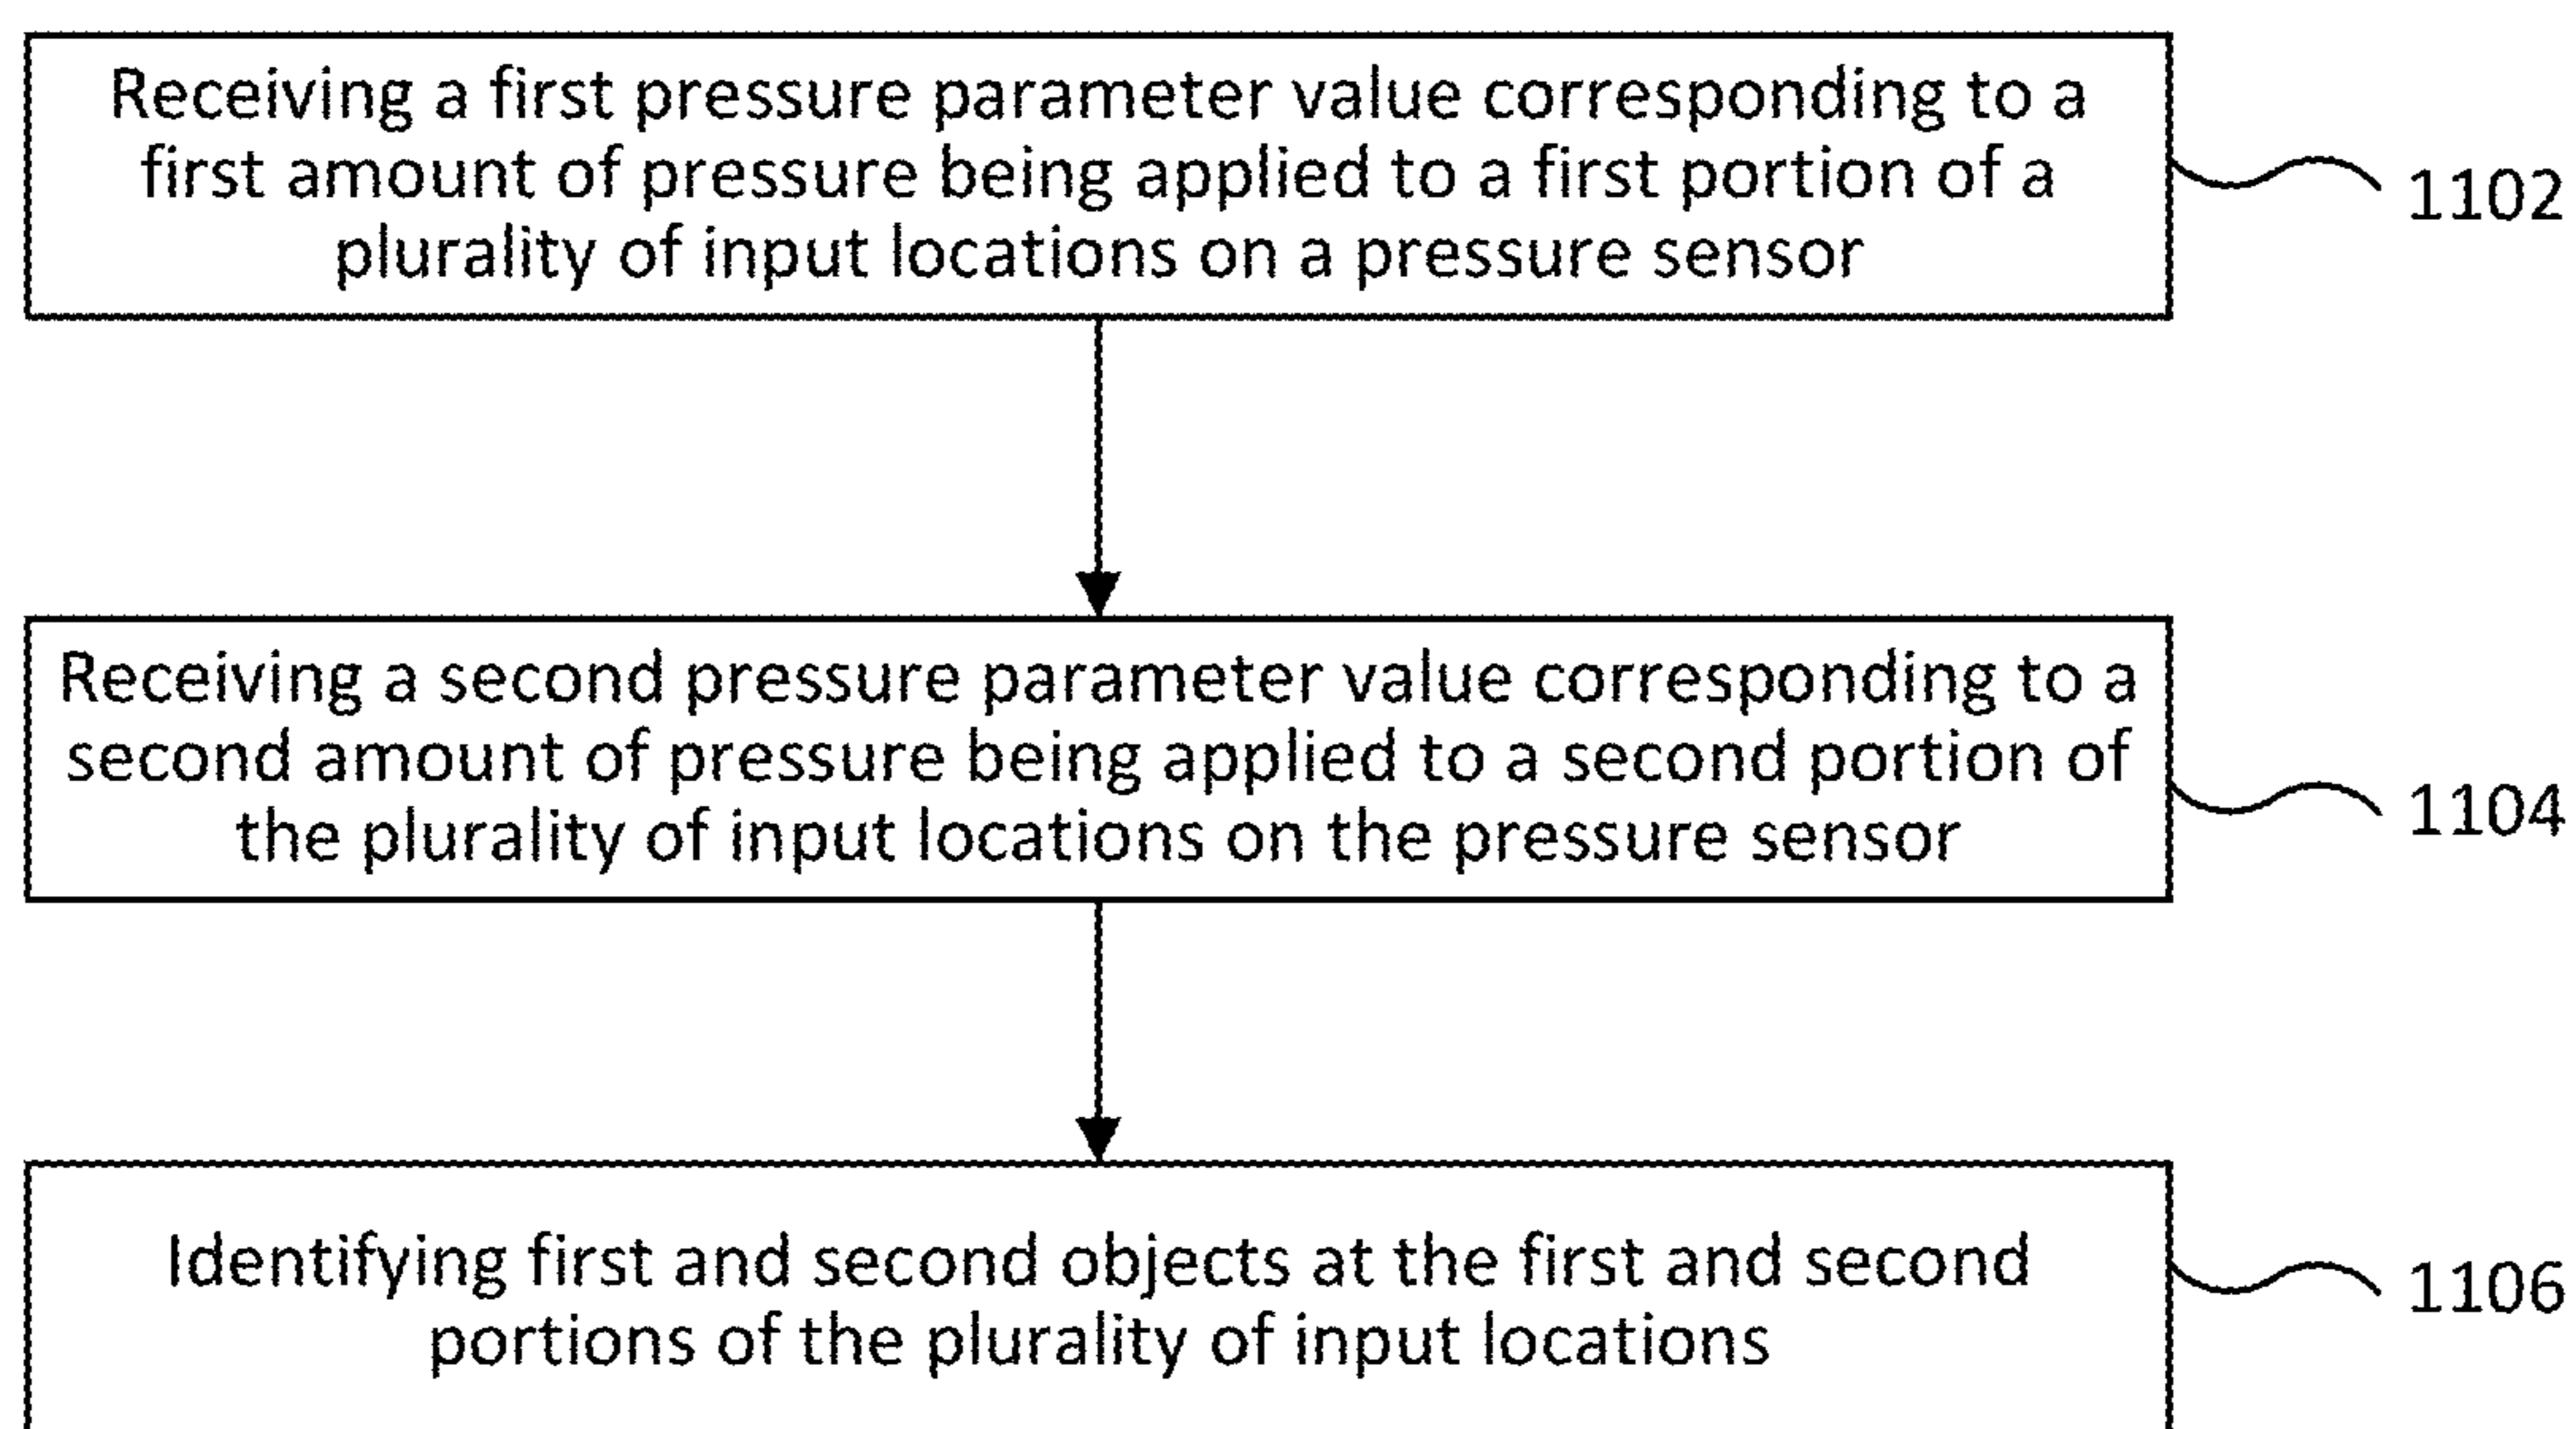 Receiving a first pressure parameter value corresponding to a
first amount of pressure being applied to a first portion of a
plurality of input locations on a pressure sensor
1102
Receiving a second pressure parameter value corresponding to a
second amount of pressure being applied to a second portion of
the plurality of input locations on the pressure sensor
1104
Identifying first and second objects at the first and second
portions of the plurality of input locations
1106